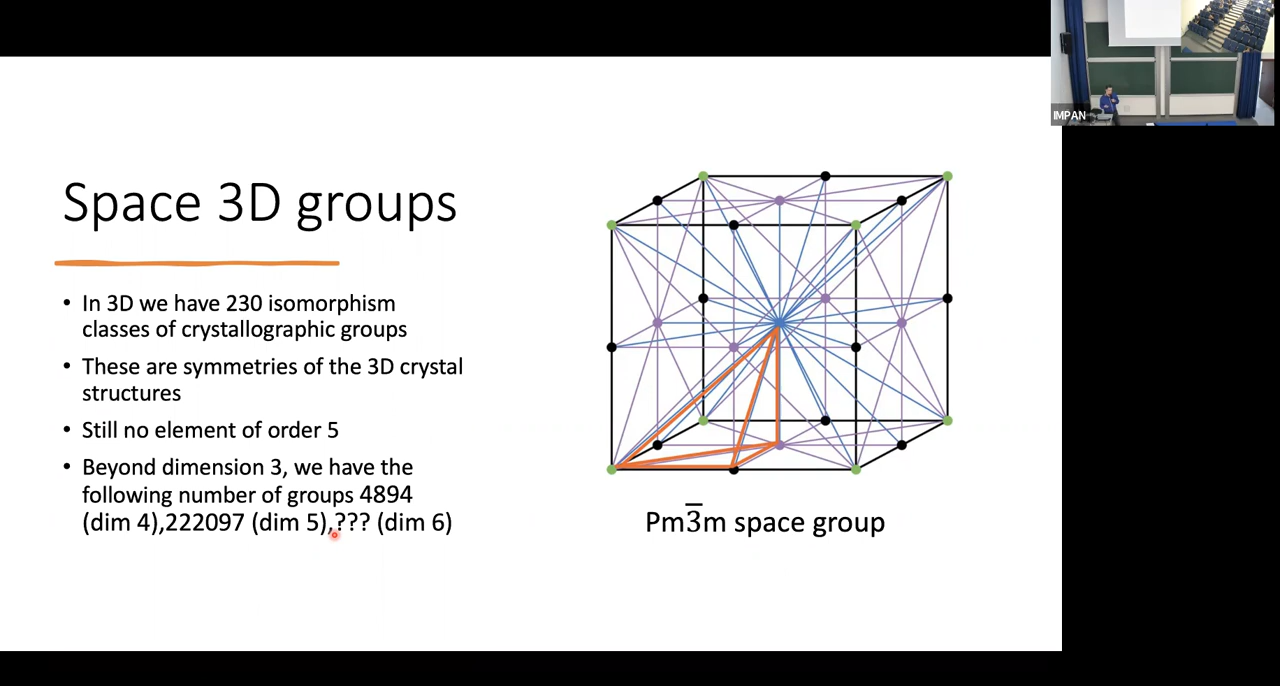 IMPAN
Space 3D groups
• In 3D we have 230 isomorphism
classes of crystallographic groups
• These are symmetries of the 3D crystal
structures
• Still no element of order 5
• Beyond dimension 3, we have the
following number of groups 4894
(dim 4),222097 (dim 5),??? (dim 6)
Pm3̅m space group